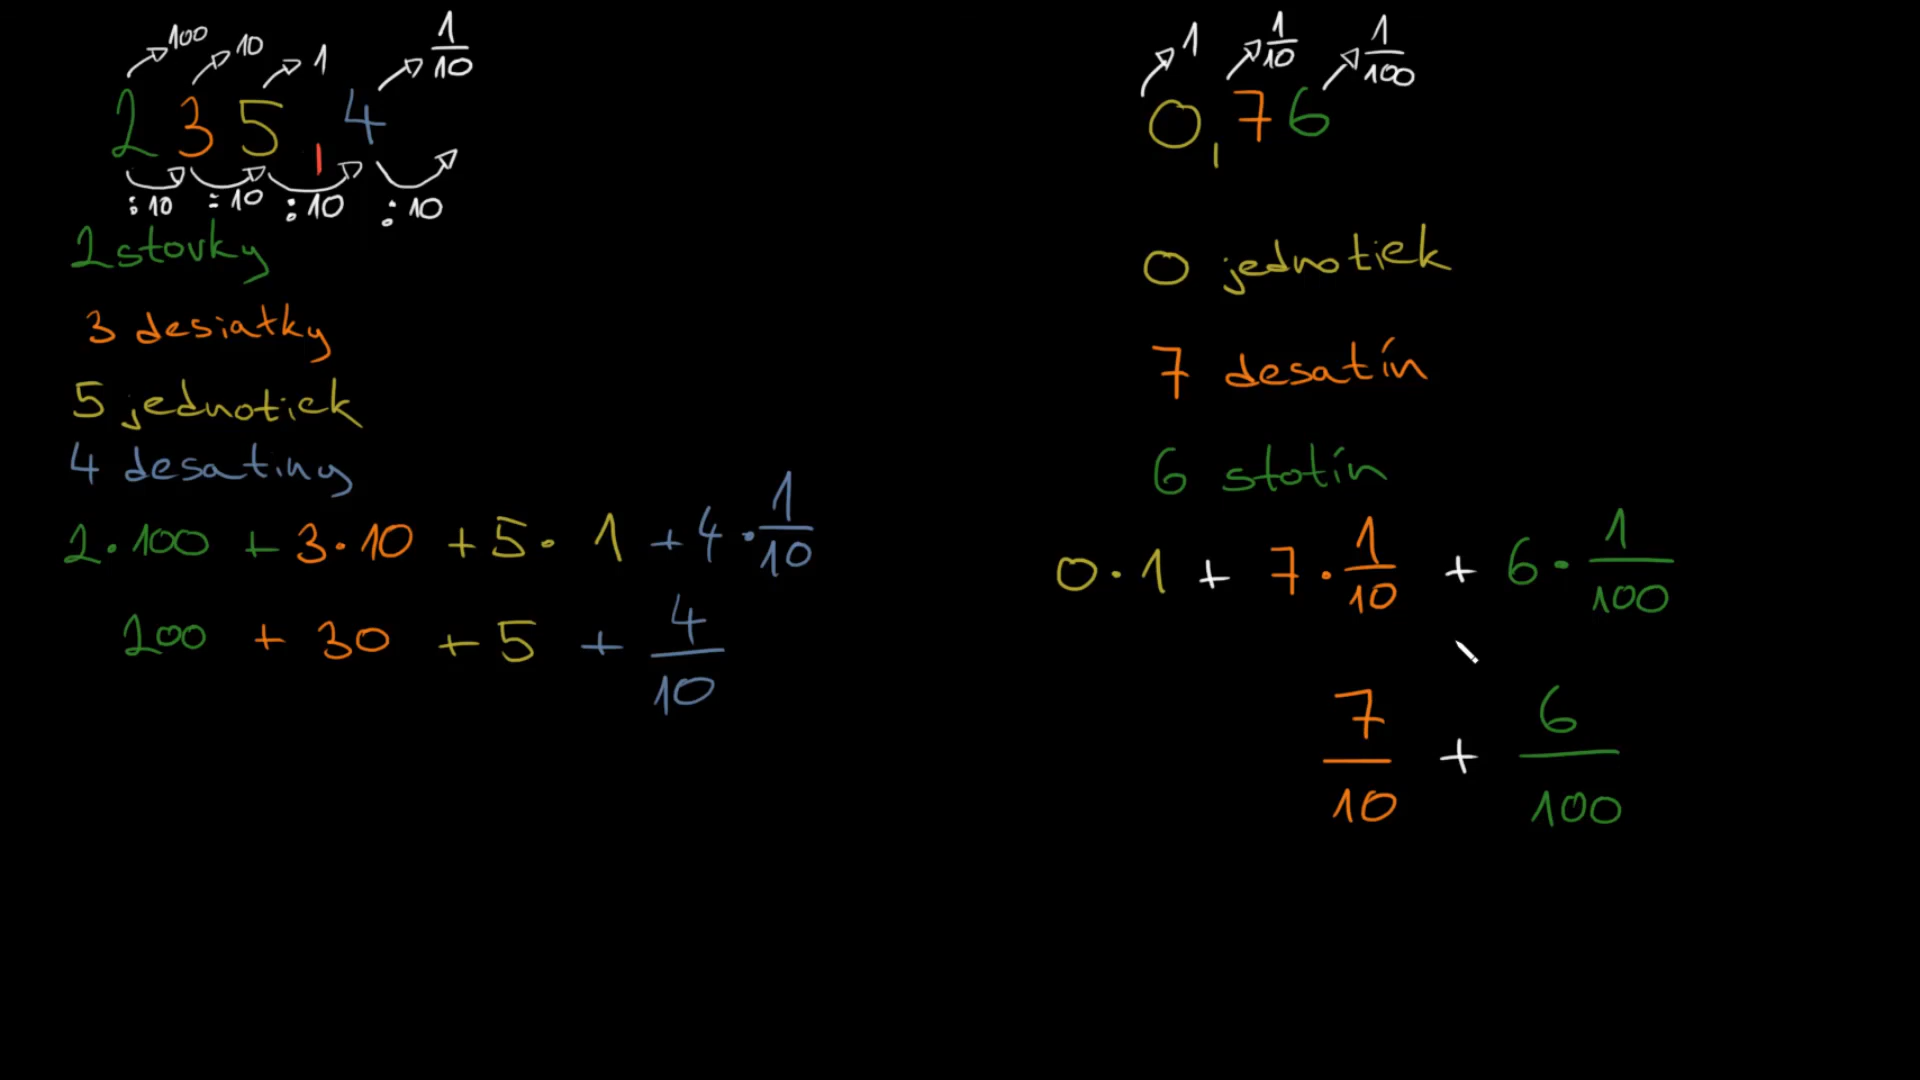 100 10 1 1/10
2 3 5 , 4
:10 :10 :10 :10
2 stovky
3 desiatky
5 jednotiek
4 desatiny
2·100 + 3·10 + 5·1 + 4·1/10
200 + 30 + 5 + 4/10
1 1/10 1/100
0,76
0 jednotiek
7 desatín
6 stotín
0·1 + 7·1/10 + 6·1/100
7/10 + 6/100